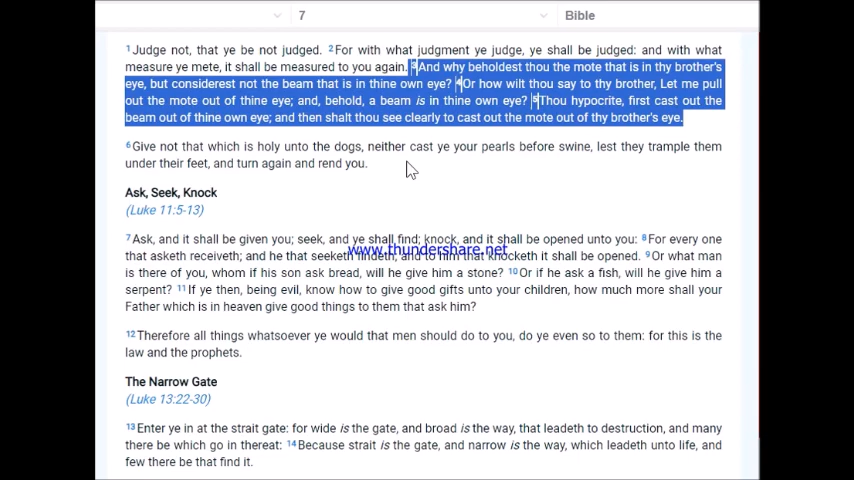 7 Bible
1Judge not, that ye be not judged. 2For with what judgment ye judge, ye shall be judged: and with what
measure ye mete, it shall be measured to you again. 3And why beholdest thou the mote that is in thy brother's
eye, but considerest not the beam that is in thine own eye? 4Or how wilt thou say to thy brother, Let me pull
out the mote out of thine eye; and, behold, a beam is in thine own eye? 5Thou hypocrite, first cast out the
beam out of thine own eye; and then shalt thou see clearly to cast out the mote out of thy brother's eye.
6Give not that which is holy unto the dogs, neither cast ye your pearls before swine, lest they trample them
under their feet, and turn again and rend you.
Ask, Seek, Knock
(Luke 11:5-13)
7Ask, and it shall be given you; seek, and ye shall find; knock, and it shall be opened unto you: 8For every one
www.thundershare.net
that asketh receiveth; and he that seeketh findeth; and to him that knocketh it shall be opened. 9Or what man
is there of you, whom if his son ask bread, will he give him a stone? 10Or if he ask a fish, will he give him a
serpent? 11If ye then, being evil, know how to give good gifts unto your children, how much more shall your
Father which is in heaven give good things to them that ask him?
12Therefore all things whatsoever ye would that men should do to you, do ye even so to them: for this is the
law and the prophets.
The Narrow Gate
(Luke 13:22-30)
13Enter ye in at the strait gate: for wide is the gate, and broad is the way, that leadeth to destruction, and many
there be which go in thereat: 14Because strait is the gate, and narrow is the way, which leadeth unto life, and
few there be that find it.